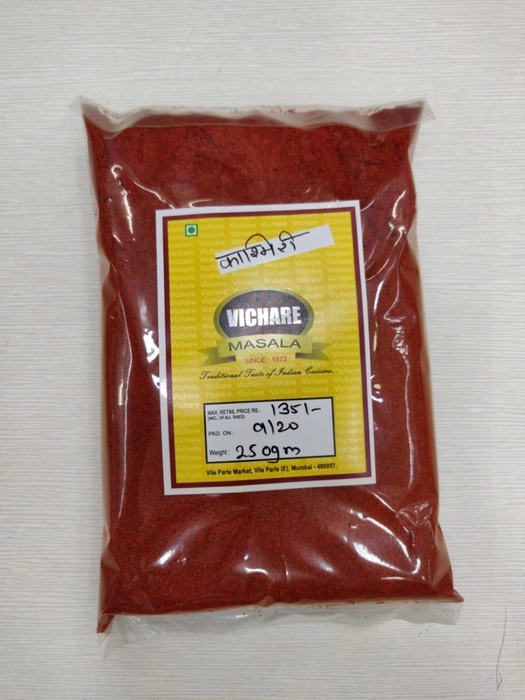 काश्मिरी
VICHARE
MASALA
SINCE : 1973
Traditional Taste of Indian Cuisine.
MAX. RETAIL PRICE RS.: 135/-
(INCL. OF ALL TAXES)
PKD. ON : 9/20
Weight : 250gm
Vile Parle Market, Vile Parle (E), Mumbai - 400057.